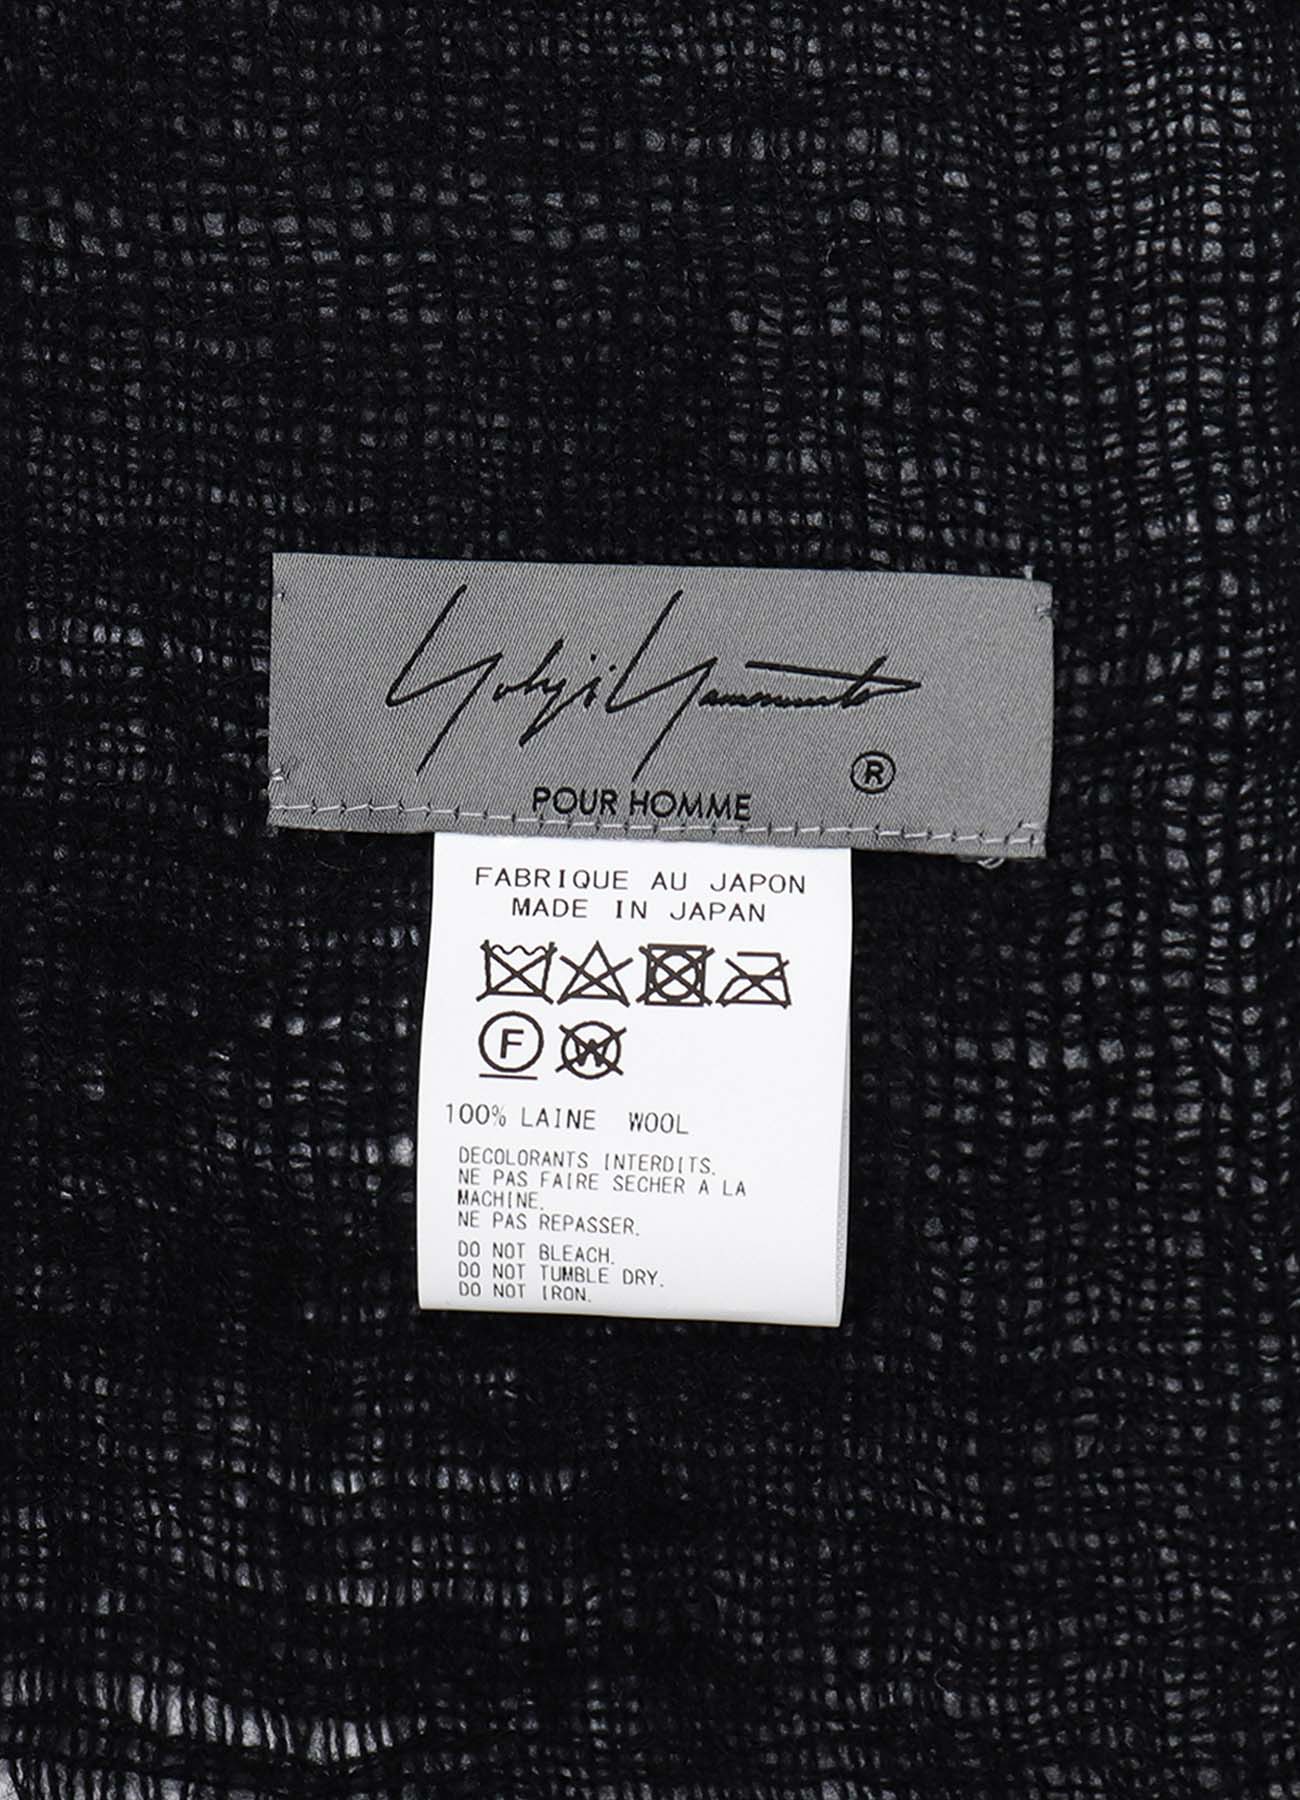 Yohji Yamamoto
®
POUR HOMME
FABRIQUE AU JAPON
MADE IN JAPAN
F W
100% LAINE WOOL
DECOLORANTS INTERDITS.
NE PAS FAIRE SECHER A LA
MACHINE.
NE PAS REPASSER.
DO NOT BLEACH.
DO NOT TUMBLE DRY.
DO NOT IRON.